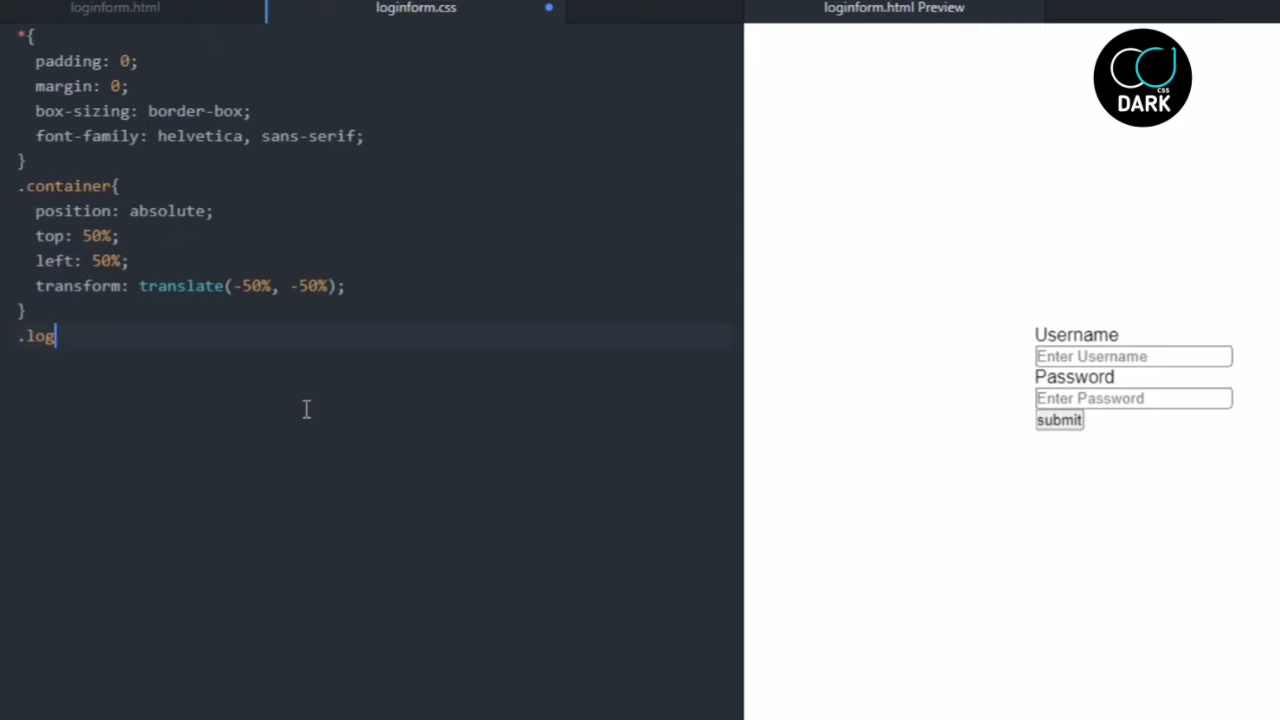 loginform.html
loginform.css
loginform.html Preview
*{
padding: 0;
margin: 0;
box-sizing: border-box;
font-family: helvetica, sans-serif;
}
.container{
position: absolute;
top: 50%;
left: 50%;
transform: translate(-50%, -50%);
}
.log
CSS
DARK
Username
Enter Username
Password
Enter Password
submit